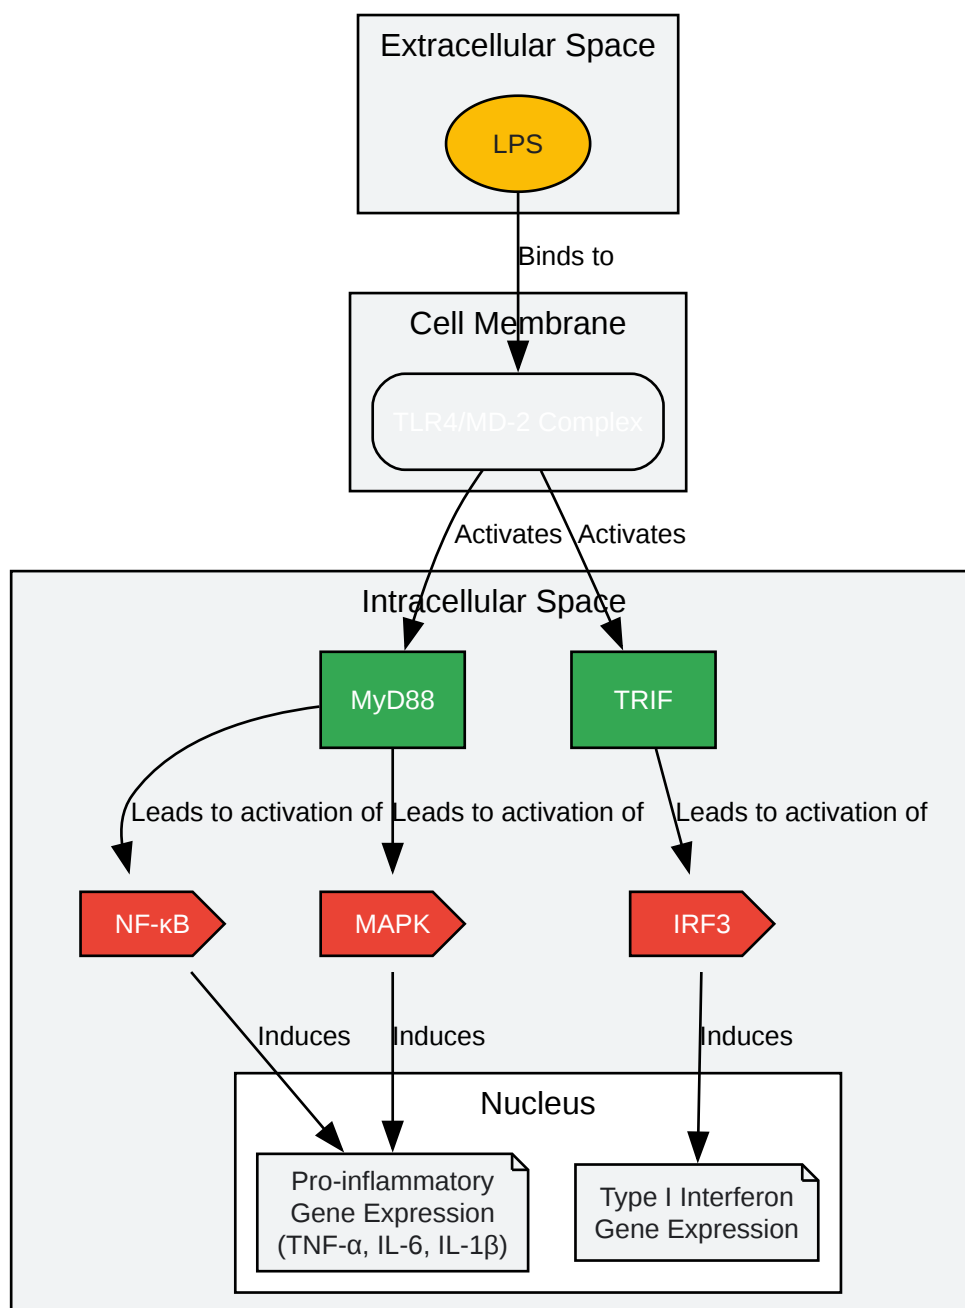 Extracellular Space
LPS
Binds to
Cell Membrane
TLR4/MD-2 Complex
Activates
Activates
Intracellular Space
MyD88
TRIF
Leads to activation of
Leads to activation of
Leads to activation of
NF-κB
MAPK
IRF3
Induces
Induces
Induces
Nucleus
Pro-inflammatory
Gene Expression
(TNF-α, IL-6, IL-1β)
Type I Interferon
Gene Expression